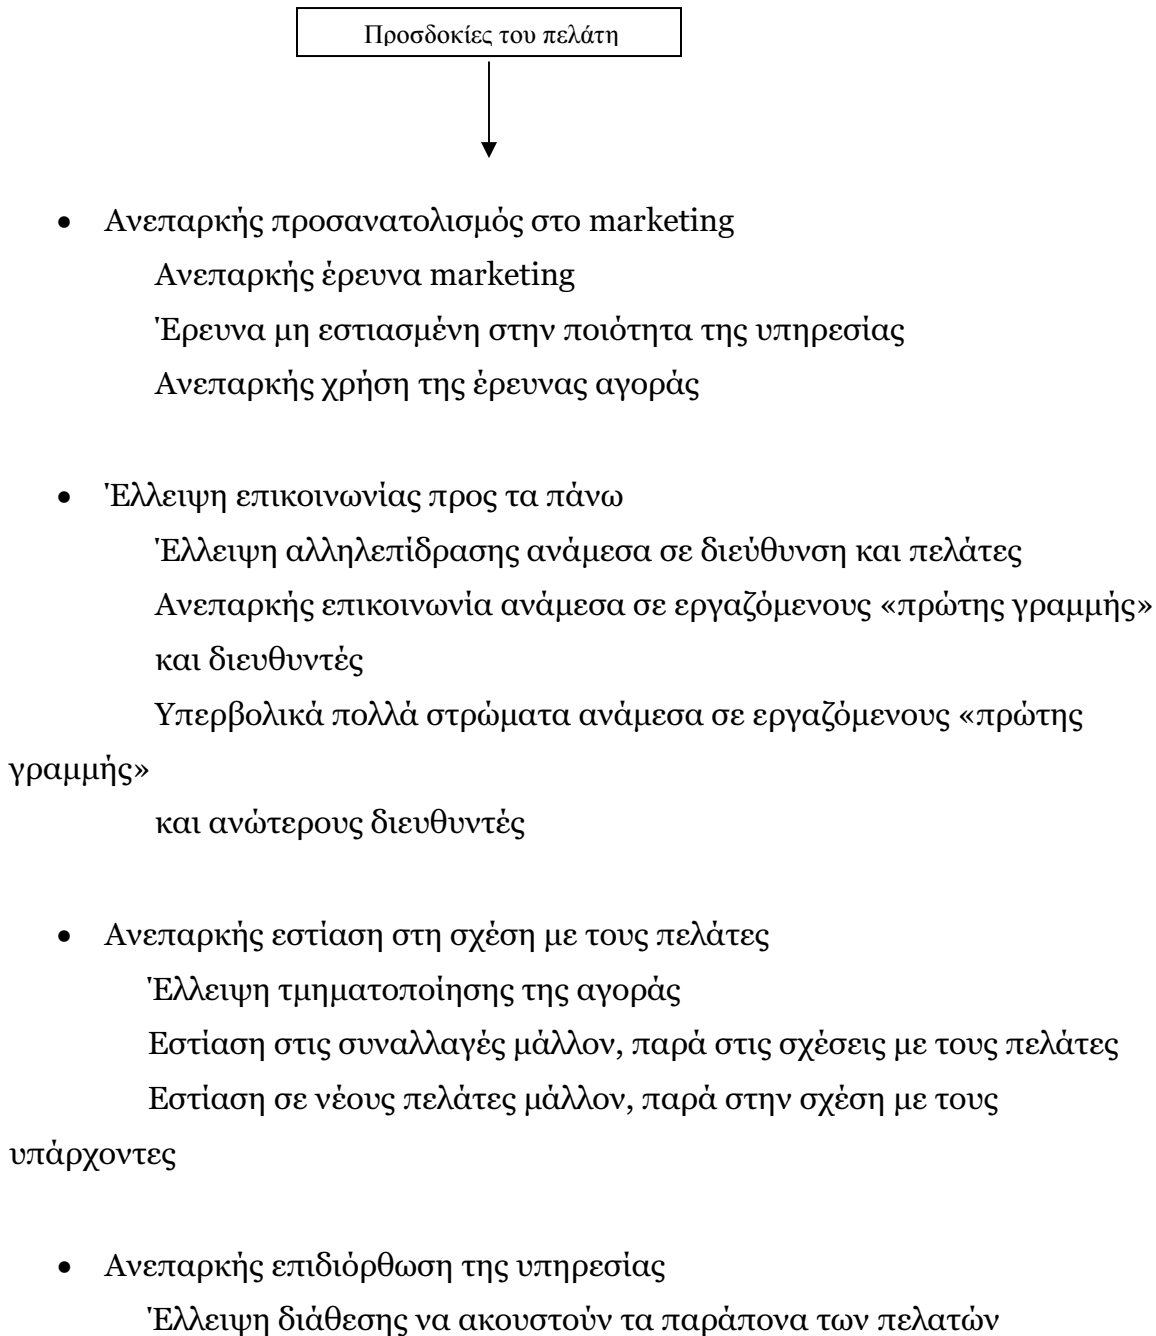 Προσδοκίες του πελάτη
• Ανεπαρκής προσανατολισμός στο marketing
Ανεπαρκής έρευνα marketing
Έρευνα μη εστιασμένη στην ποιότητα της υπηρεσίας
Ανεπαρκής χρήση της έρευνας αγοράς
• Έλλειψη επικοινωνίας προς τα πάνω
Έλλειψη αλληλεπίδρασης ανάμεσα σε διεύθυνση και πελάτες
Ανεπαρκής επικοινωνία ανάμεσα σε εργαζόμενους «πρώτης γραμμής»
και διευθυντές
Υπερβολικά πολλά στρώματα ανάμεσα σε εργαζόμενους «πρώτης
γραμμής»
και ανώτερους διευθυντές
• Ανεπαρκής εστίαση στη σχέση με τους πελάτες
Έλλειψη τμηματοποίησης της αγοράς
Εστίαση στις συναλλαγές μάλλον, παρά στις σχέσεις με τους πελάτες
Εστίαση σε νέους πελάτες μάλλον, παρά στην σχέση με τους
υπάρχοντες
• Ανεπαρκής επιδιόρθωση της υπηρεσίας
Έλλειψη διάθεσης να ακουστούν τα παράπονα των πελατών